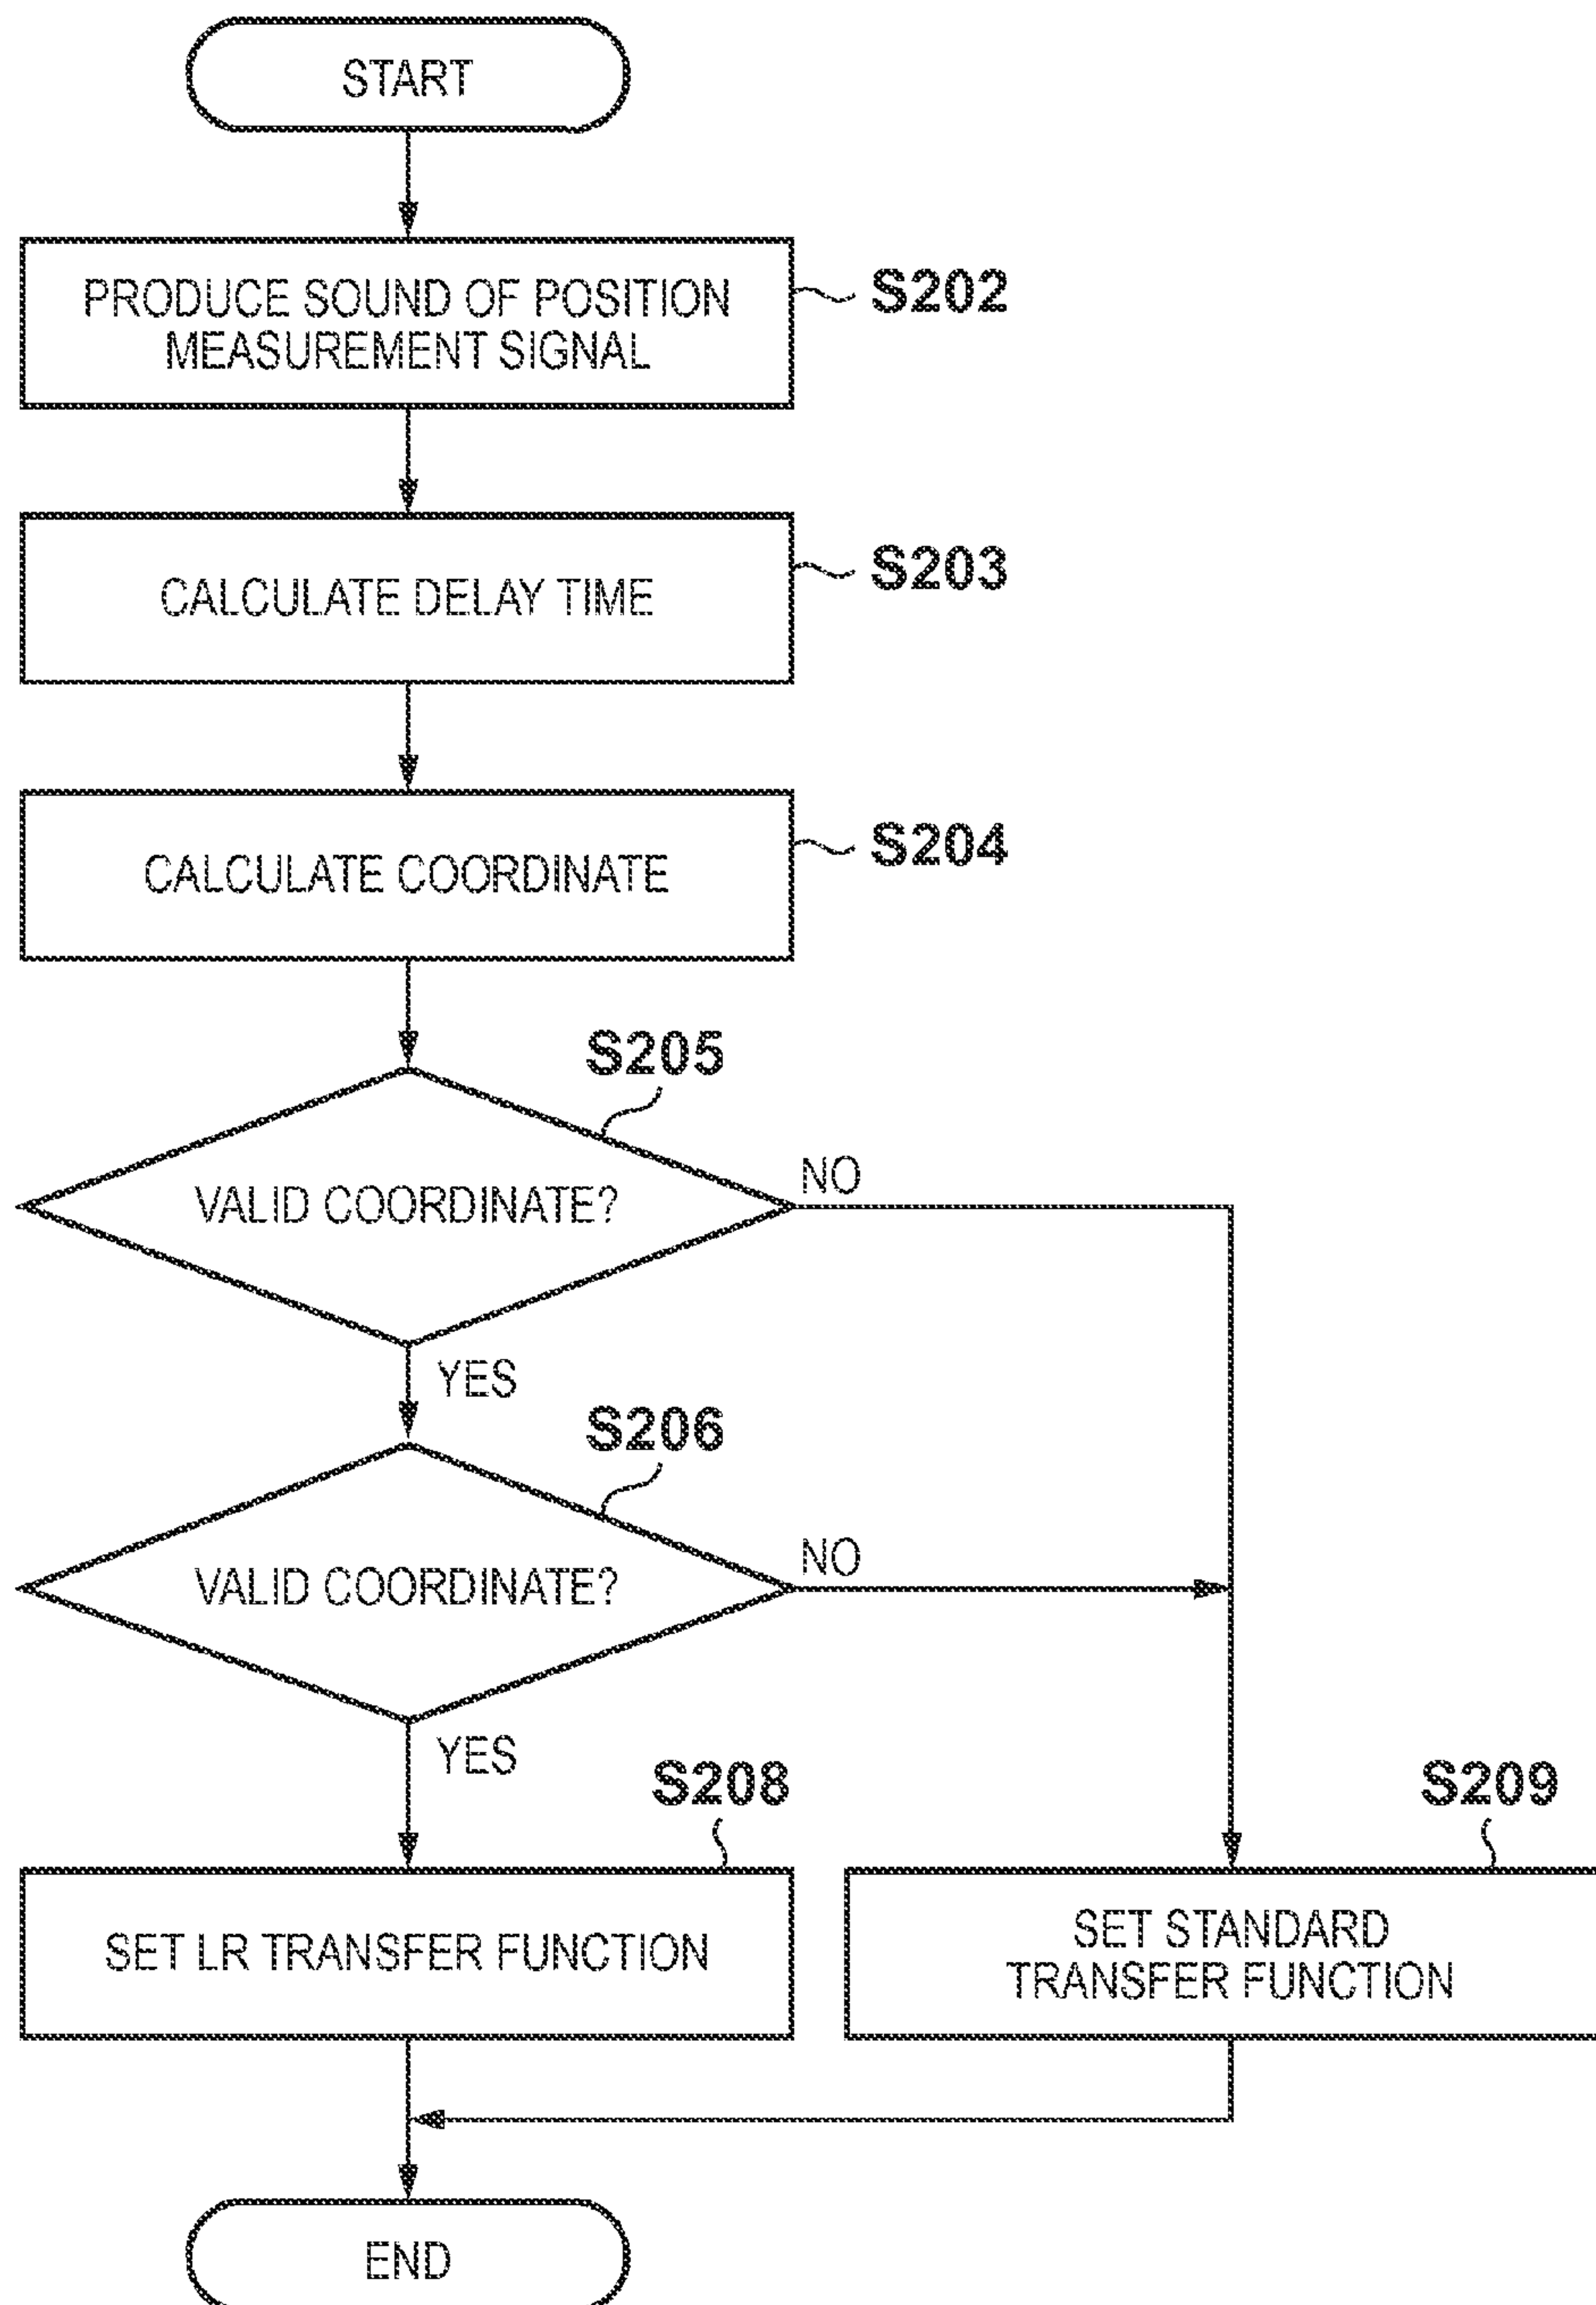 START
PRODUCE SOUND OF POSITION
MEASUREMENT SIGNAL
S202
CALCULATE DELAY TIME
S203
CALCULATE COORDINATE
S204
S205
VALID COORDINATE?
NO
YES
S206
VALID COORDINATE?
NO
YES
S208
SET LR TRANSFER FUNCTION
S209
SET STANDARD
TRANSFER FUNCTION
END